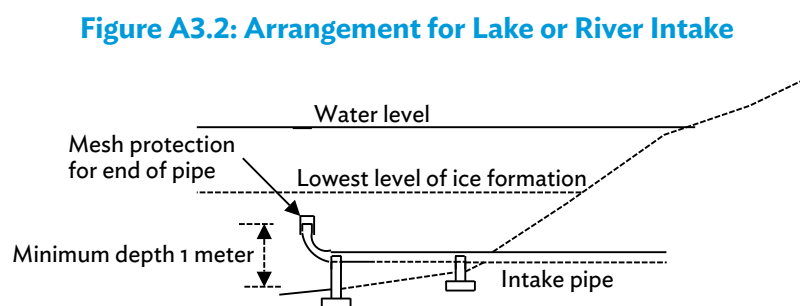 Figure A3.2: Arrangement for Lake or River Intake
Water level
Mesh protection
for end of pipe
Lowest level of ice formation
Minimum depth 1 meter
Intake pipe